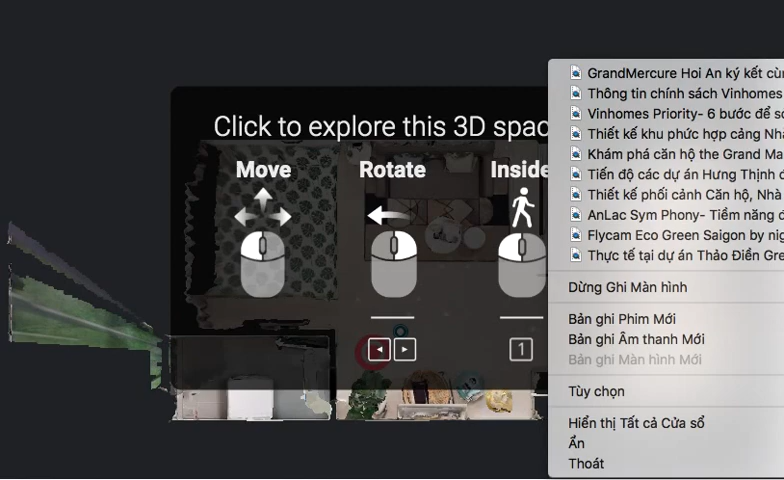 Click to explore this 3D spac
Move
Rotate
Inside
1
GrandMercure Hoi An ký kết cùn
Thông tin chính sách Vinhomes
Vinhomes Priority- 6 bước để sở
Thiết kế khu phức hợp cảng Nha
Khám phá căn hộ the Grand Ma
Tiến độ các dự án Hưng Thịnh đ
Thiết kế phối cảnh Căn hộ, Nhà
AnLac Sym Phony- Tiềm năng đ
Flycam Eco Green Saigon by nig
Thực tế tại dự án Thảo Điền Gre
Dừng Ghi Màn hình
Bản ghi Phim Mới
Bản ghi Âm thanh Mới
Bản ghi Màn hình Mới
Tùy chọn
Hiển thị Tất cả Cửa sổ
Ẩn
Thoát